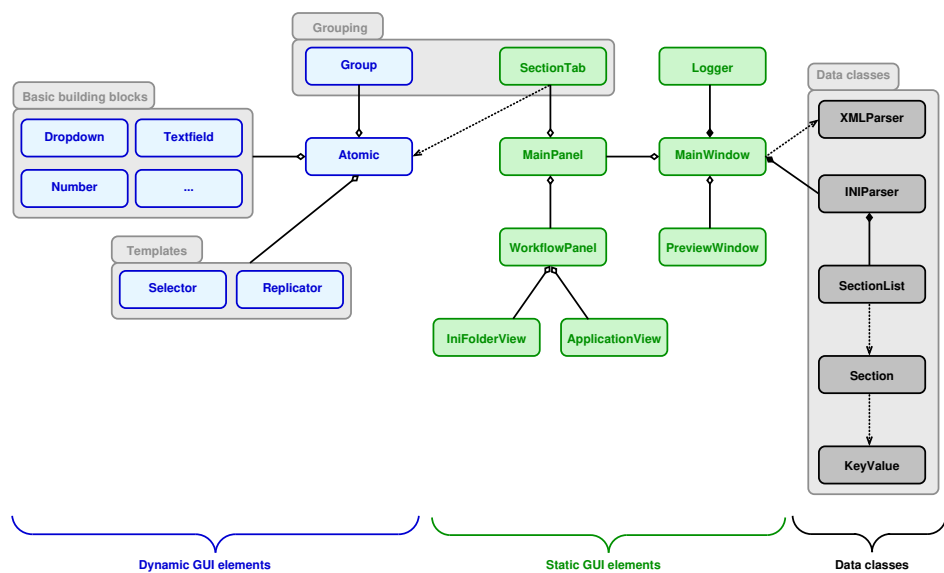 Grouping
Group
SectionTab
Logger
Data classes
Basic building blocks
XMLParser
Dropdown
Textfield
Atomic
MainPanel
MainWindow
Number
...
INIParser
Templates
WorkflowPanel
PreviewWindow
Selector
Replicator
SectionList
IniFolderView
ApplicationView
Section
KeyValue
Dynamic GUI elements
Static GUI elements
Data classes